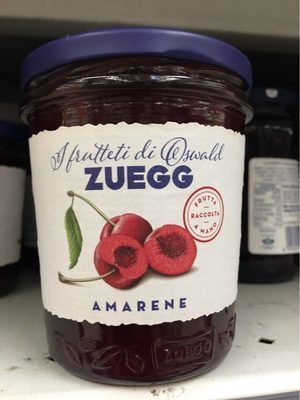 I frutteti di Oswald
ZUEGG
FRUTTA
RACCOLTA
A MANO
AMARENE
ZUEGG